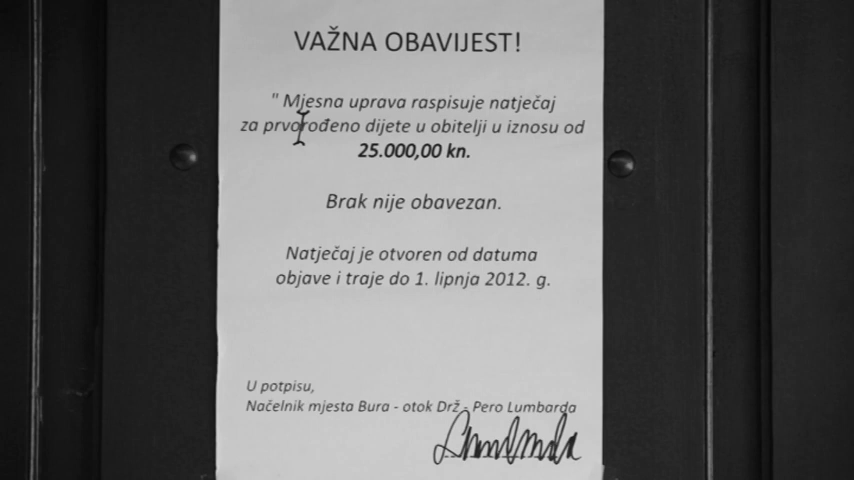 VAŽNA OBAVIJEST!
" Mjesna uprava raspisuje natječaj
za prvorođeno dijete u obitelji u iznosu od
25.000,00 kn.
Brak nije obavezan.
Natječaj je otvoren od datuma
objave i traje do 1. lipnja 2012. g.
U potpisu,
Načelnik mjesta Bura - otok Drž - Pero Lumbarda